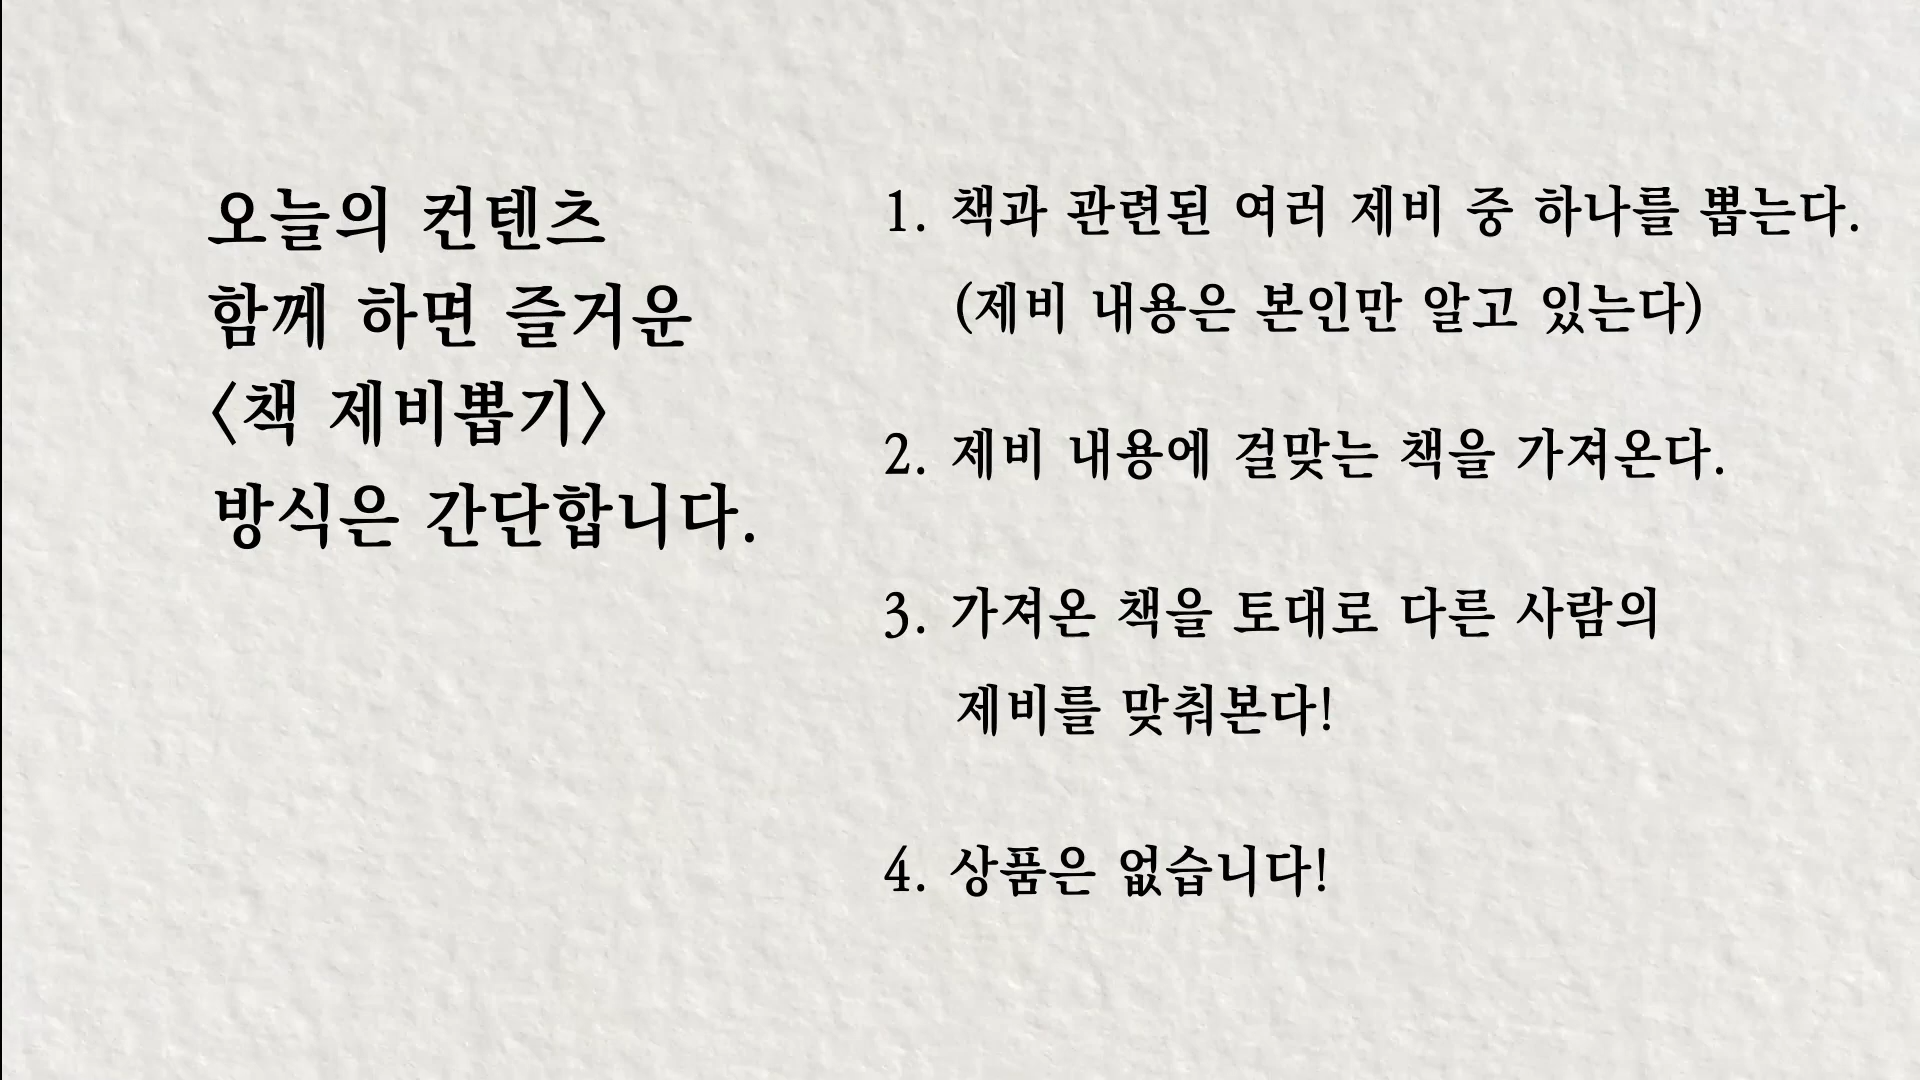 오늘의 컨텐츠
함께 하면 즐거운
〈책 제비뽑기〉
방식은 간단합니다.
1. 책과 관련된 여러 제비 중 하나를 뽑는다.
(제비 내용은 본인만 알고 있는다)
2. 제비 내용에 걸맞는 책을 가져온다.
3. 가져온 책을 토대로 다른 사람의
제비를 맞춰본다!
4. 상품은 없습니다!